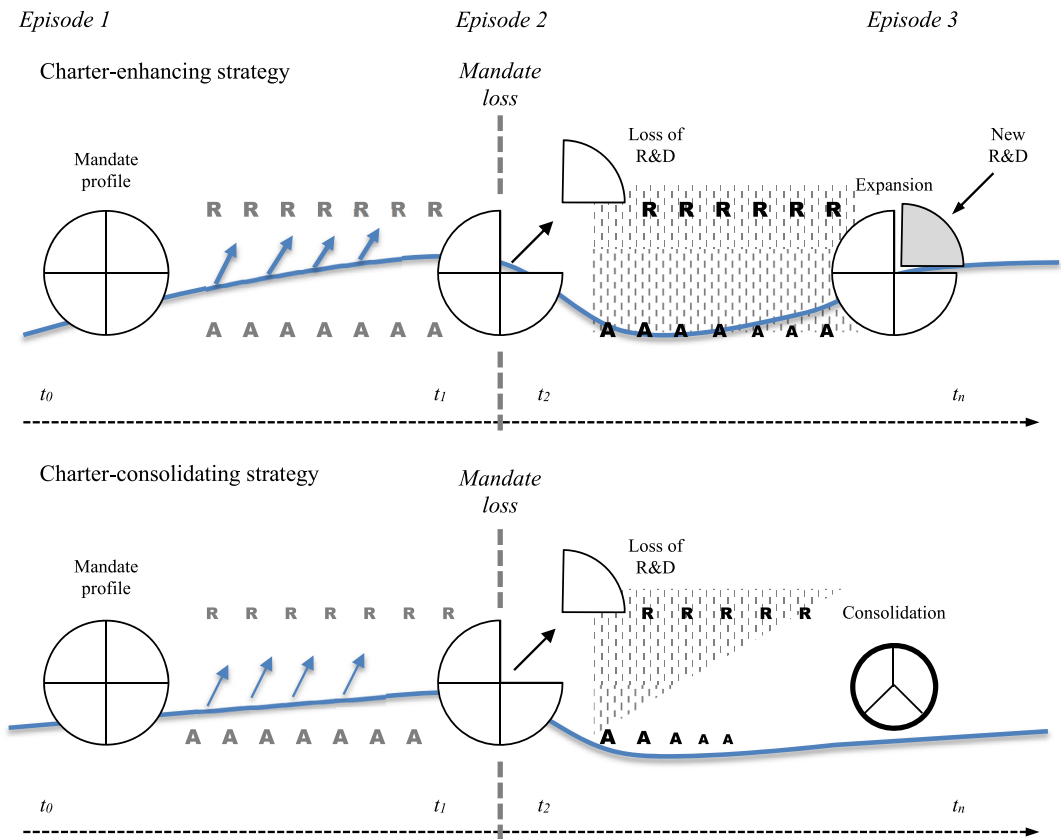 Episode 1 Episode 2 Episode 3
Charter-enhancing strategy
Mandate
loss
Mandate
profile
Loss of
R&D
New
R&D
Expansion
R R R R R R R
R R R R R R
A A A A A A A
A A A A A A A
t0 t1 t2 tn
Charter-consolidating strategy
Mandate
loss
Mandate
profile
Loss of
R&D
R R R R R R R
R R R R R
Consolidation
A A A A A A A
A A A A A
t0 t1 t2 tn